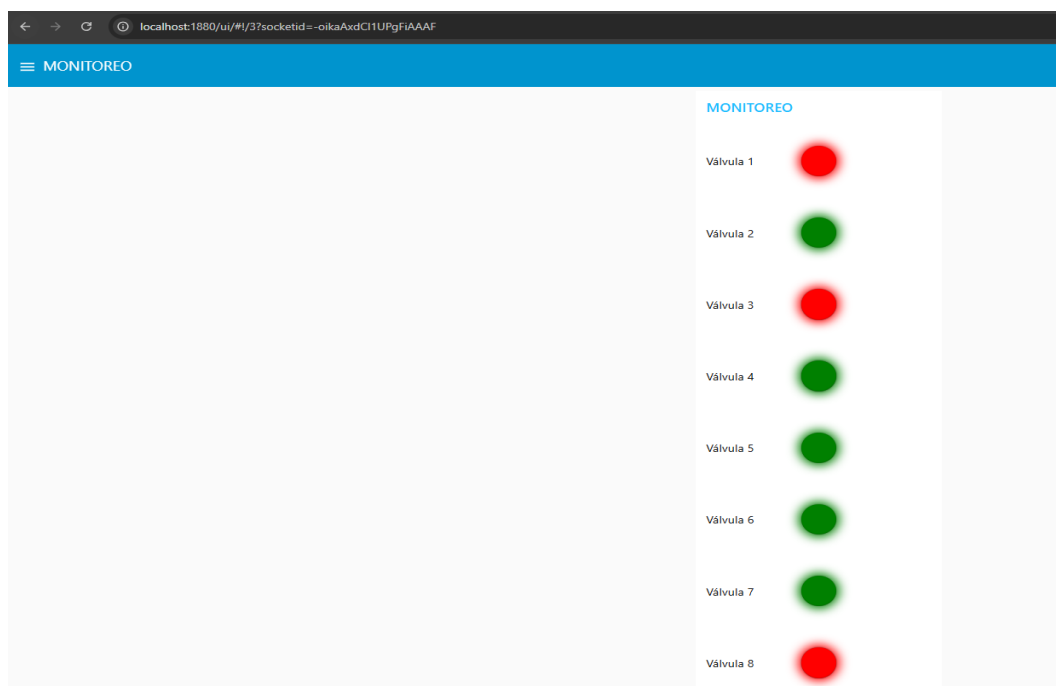 localhost:1880/ui/#!/3?socketid=-oikaAxdCI1UPgFiAAAF
MONITOREO
MONITOREO
Válvula 1
Válvula 2
Válvula 3
Válvula 4
Válvula 5
Válvula 6
Válvula 7
Válvula 8